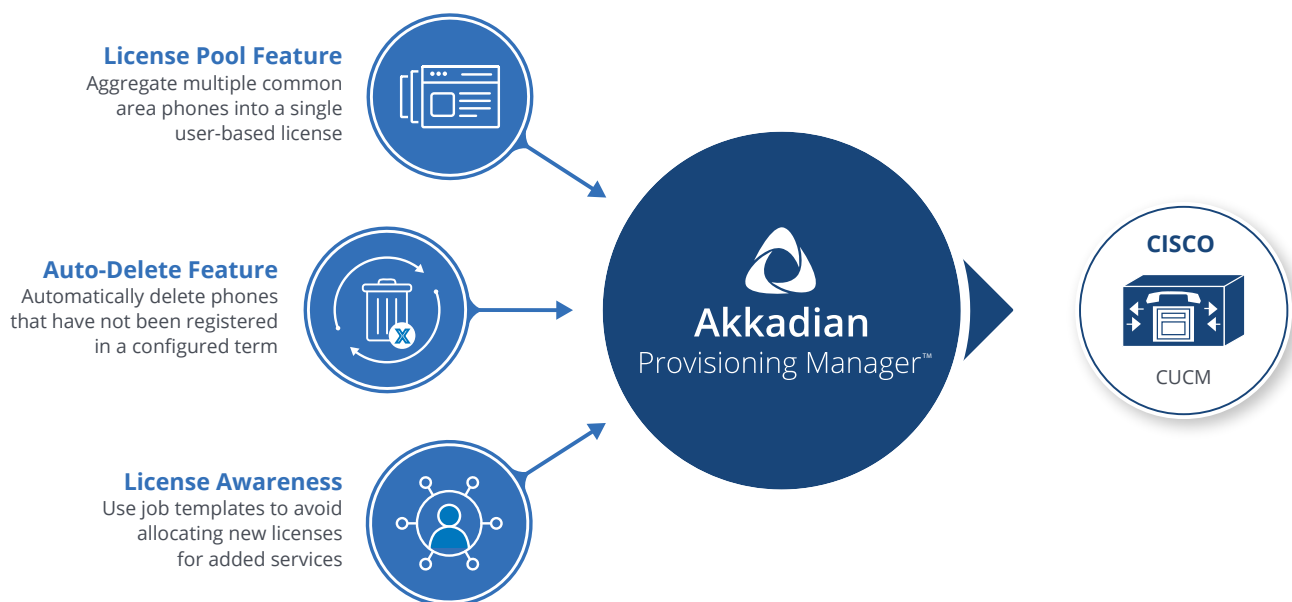 License Pool Feature
Aggregate multiple common
area phones into a single
user-based license
Auto-Delete Feature
Automatically delete phones
that have not been registered
in a configured term
License Awareness
Use job templates to avoid
allocating new licenses
for added services
Akkadian
Provisioning Manager™
CISCO
CUCM